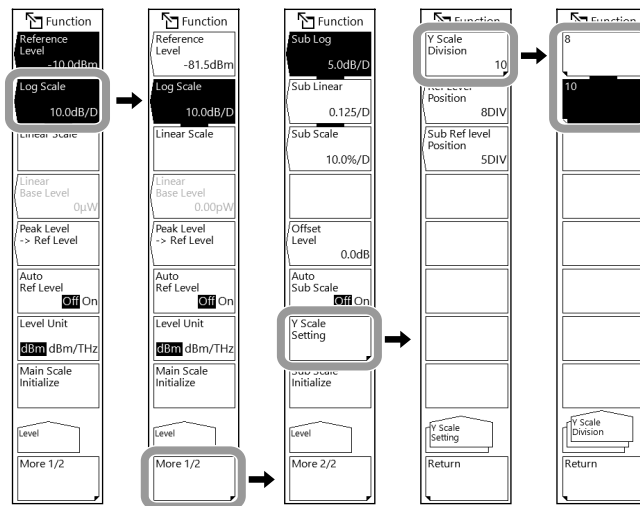 Function
Reference
Level
-10.0dBm
Log Scale
10.0dB/D
Linear Scale
Linear
Base Level
0µW
Peak Level
-> Ref Level
Auto
Ref Level
Off On
Level Unit
dBm dBm/THz
Main Scale
Initialize
Level
More 1/2
Function
Reference
Level
-81.5dBm
Log Scale
10.0dB/D
Linear Scale
Linear
Base Level
0.00pW
Peak Level
-> Ref Level
Auto
Ref Level
Off On
Level Unit
dBm dBm/THz
Main Scale
Initialize
Level
More 1/2
Function
Sub Log
5.0dB/D
Sub Linear
0.125/D
Sub Scale
10.0%/D
Offset
Level
0.0dB
Auto
Sub Scale
Off On
Y Scale
Setting
Sub Scale
Initialize
Level
More 2/2
Function
Y Scale
Division
10
Ref Level
Position
8DIV
Sub Ref level
Position
5DIV
Y Scale
Setting
Return
Function
8
10
Y Scale
Division
Return